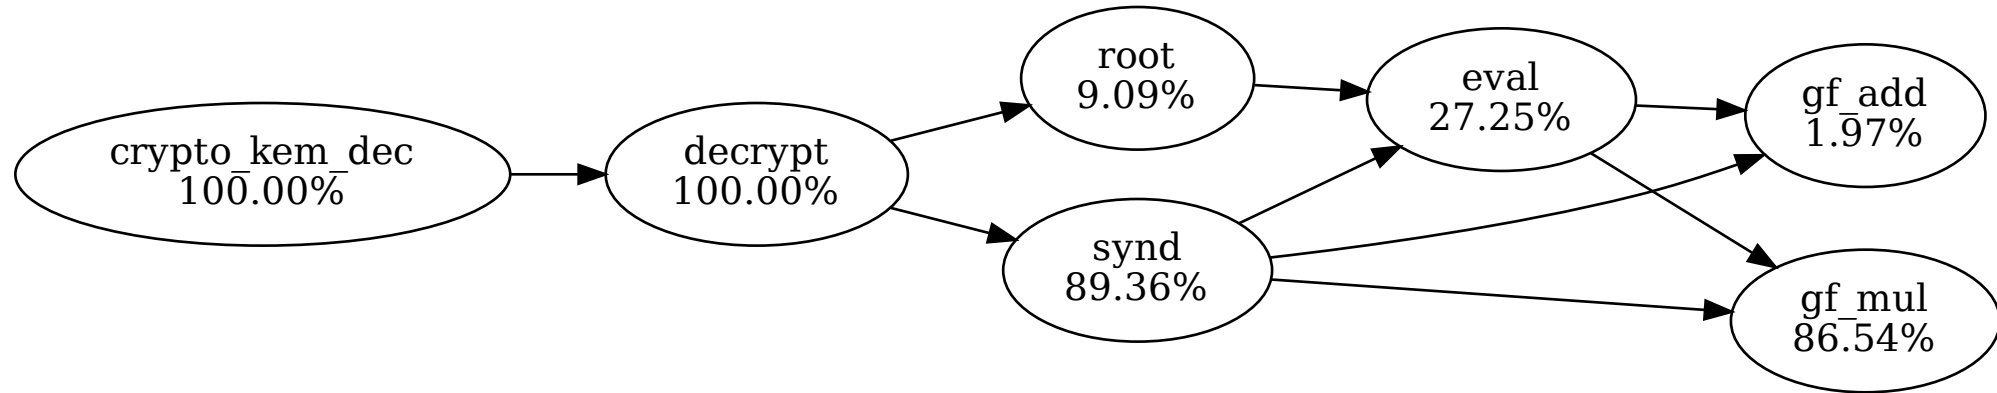 crypto_kem_dec
100.00%
decrypt
100.00%
root
9.09%
synd
89.36%
eval
27.25%
gf_add
1.97%
gf_mul
86.54%